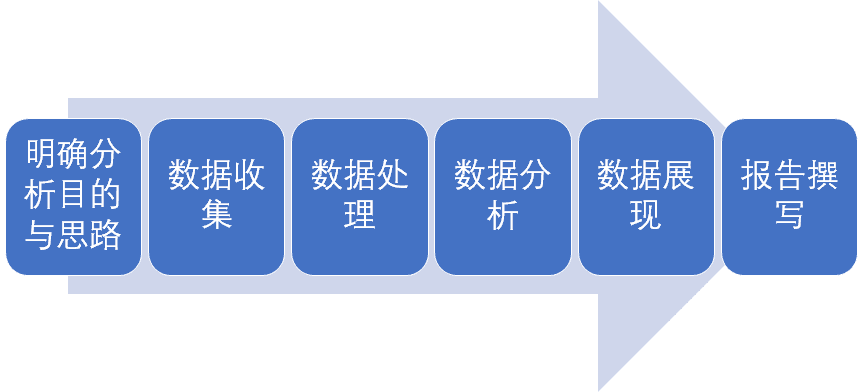 明确分
析目的
与思路
数据收
集
数据处
理
数据分
析
数据展
现
报告撰
写